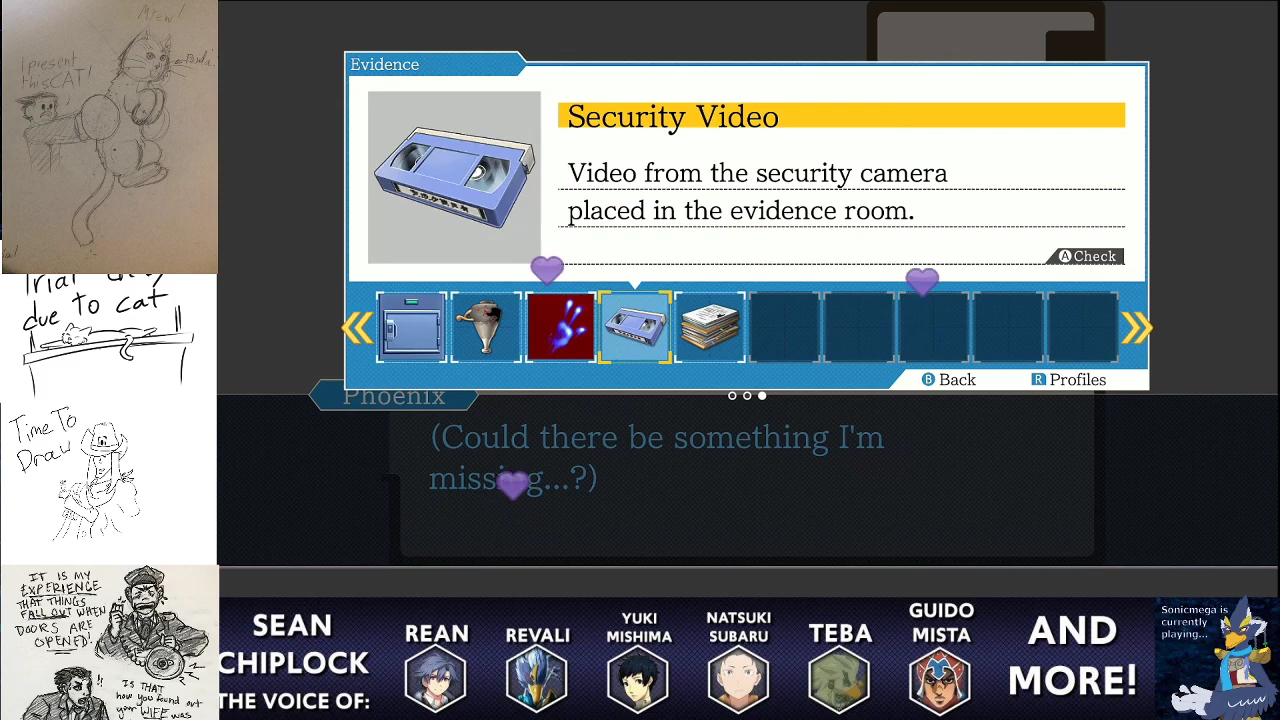 Mrew!
I present
this CAT!
due to cat
Time To
Draw
IT IS MY
EXPERIENCE
THAT THINGS
FALL OUT WHEN
DOORS ARE
OPENED!
!!
IS THAT
how you found out
your WIFE was
Evidence
Security Video
Video from the security camera
placed in the evidence room.
A Check
B Back
R Profiles
Phoenix
(Could there be something I'm
missing...?)
SEAN
CHIPLOCK
THE VOICE OF:
REAN
REVALI
YUKI
MISHIMA
NATSUKI
SUBARU
TEBA
GUIDO
MISTA
AND
MORE!
Sonicmega is
currently
playing...